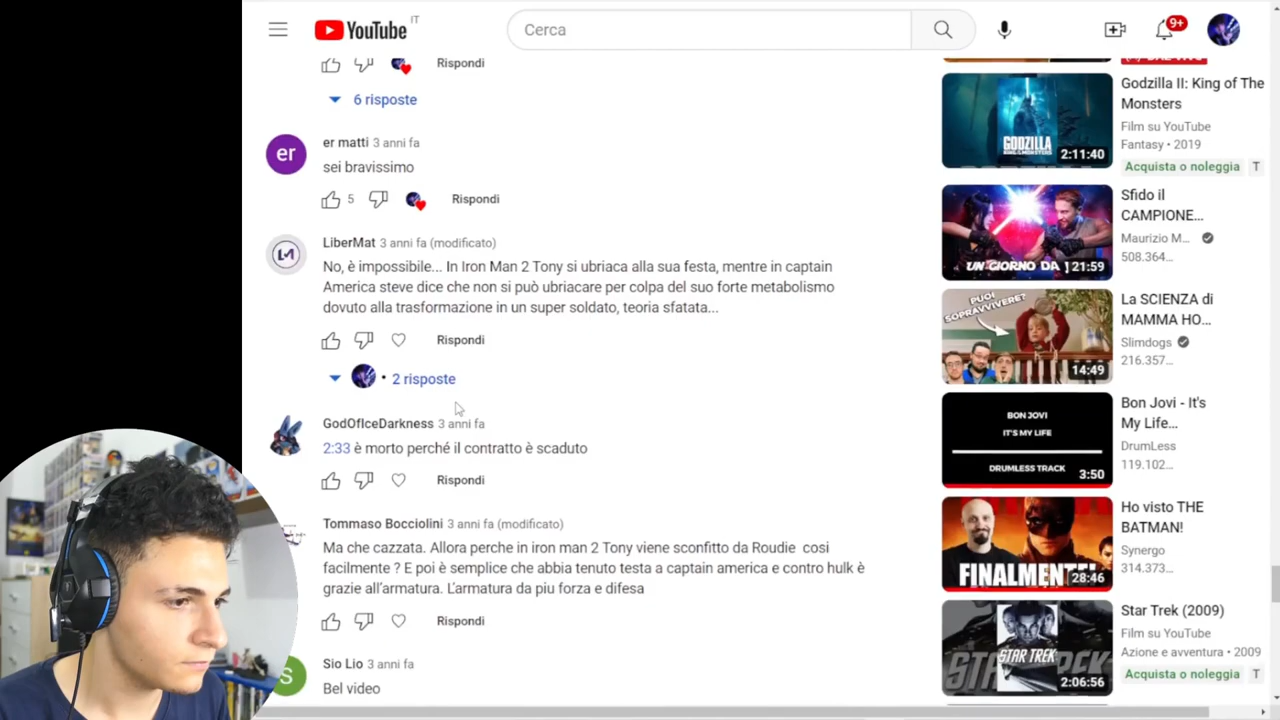 YouTube IT
Cerca
9+
Rispondi
6 risposte
er
er matti 3 anni fa
sei bravissimo
5 Rispondi
LM
LiberMat 3 anni fa (modificato)
No, è impossibile... In Iron Man 2 Tony si ubriaca alla sua festa, mentre in captain
America steve dice che non si può ubriacare per colpa del suo forte metabolismo
dovuto alla trasformazione in un super soldato, teoria sfatata...
Rispondi
• 2 risposte
GodOfIceDarkness 3 anni fa
2:33 è morto perché il contratto è scaduto
Rispondi
Tommaso Bocciolini 3 anni fa (modificato)
Ma che cazzata. Allora perche in iron man 2 Tony viene sconfitto da Roudie cosi
facilmente ? E poi è semplice che abbia tenuto testa a captain america e contro hulk è
grazie all'armatura. L'armatura da piu forza e difesa
Rispondi
S
Sio Lio 3 anni fa
Bel video
GODZILLA
2:11:40
Godzilla II: King of The
Monsters
Film su YouTube
Fantasy • 2019
Acquista o noleggia T
UN GIORNO DA J
21:59
Sfido il
CAMPIONE...
Maurizio M...
508.364...
PUOI
SOPRAVVIVERE?
14:49
La SCIENZA di
MAMMA HO...
Slimdogs
216.357...
BON JOVI
IT'S MY LIFE
DRUMLESS TRACK
3:50
Bon Jovi - It's
My Life...
DrumLess
119.102...
FINALMENTE!
28:46
Ho visto THE
BATMAN!
Synergo
314.373...
STAR TREK
STAR TREK
2:06:56
Star Trek (2009)
Film su YouTube
Azione e avventura • 2009
Acquista o noleggia T